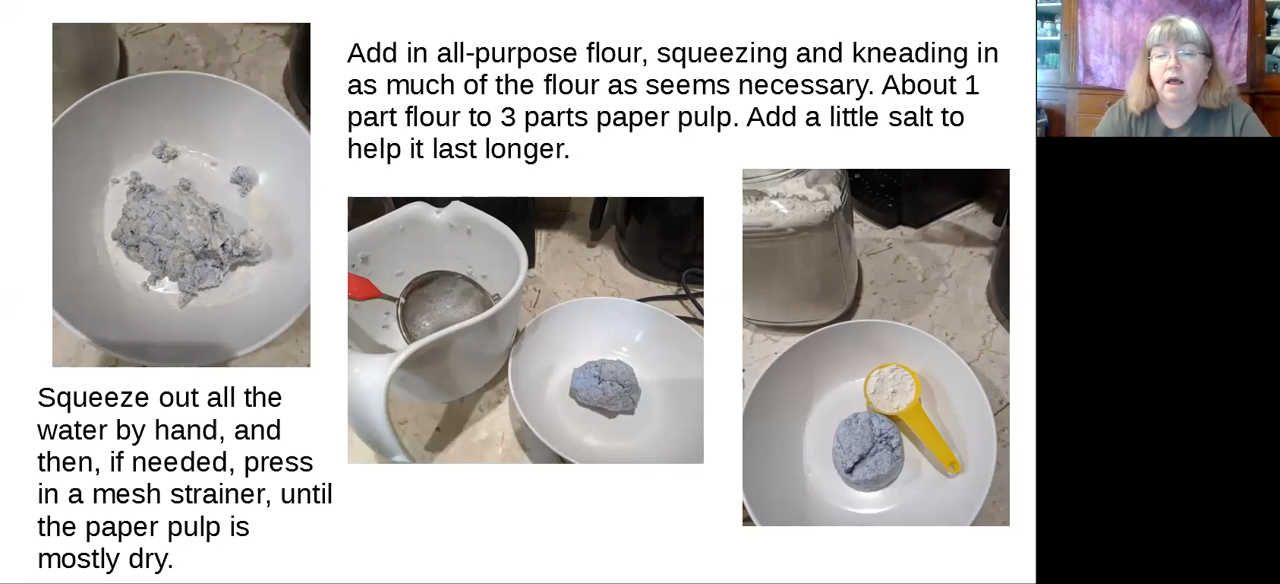 Add in all-purpose flour, squeezing and kneading in
as much of the flour as seems necessary. About 1
part flour to 3 parts paper pulp. Add a little salt to
help it last longer.
Squeeze out all the
water by hand, and
then, if needed, press
in a mesh strainer, until
the paper pulp is
mostly dry.